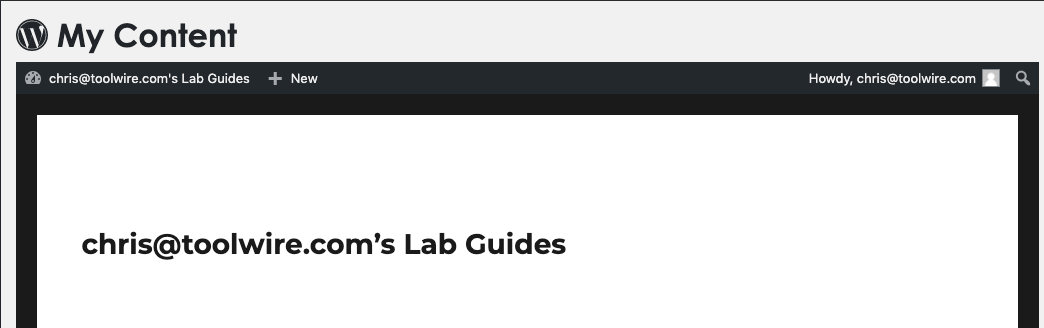 My Content
chris@toolwire.com's Lab Guides New Howdy, chris@toolwire.com
chris@toolwire.com’s Lab Guides